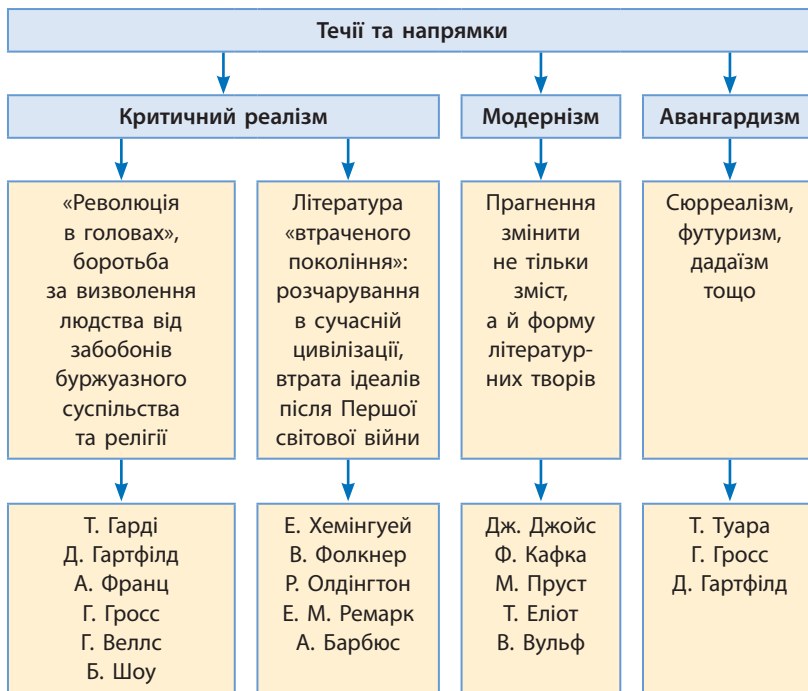 Течії та напрямки
Критичний реалізм
Модернізм
Авангардизм
«Революція
в головах»,
боротьба
за визволення
людства від
забобонів
буржуазного
суспільства
та релігії
Література
«втраченого
покоління»:
розчарування
в сучасній
цивілізації,
втрата ідеалів
після Першої
світової війни
Прагнення
змінити
не тільки
зміст,
а й форму
літератур-
них творів
Сюрреалізм,
футуризм,
дадаїзм
тощо
Т. Гарді
Д. Гартфілд
А. Франц
Г. Гросс
Г. Веллс
Б. Шоу
Е. Хемінгуей
В. Фолкнер
Р. Олдінгтон
Е. М. Ремарк
А. Барбюс
Дж. Джойс
Ф. Кафка
М. Пруст
Т. Еліот
В. Вульф
Т. Туара
Г. Гросс
Д. Гартфілд